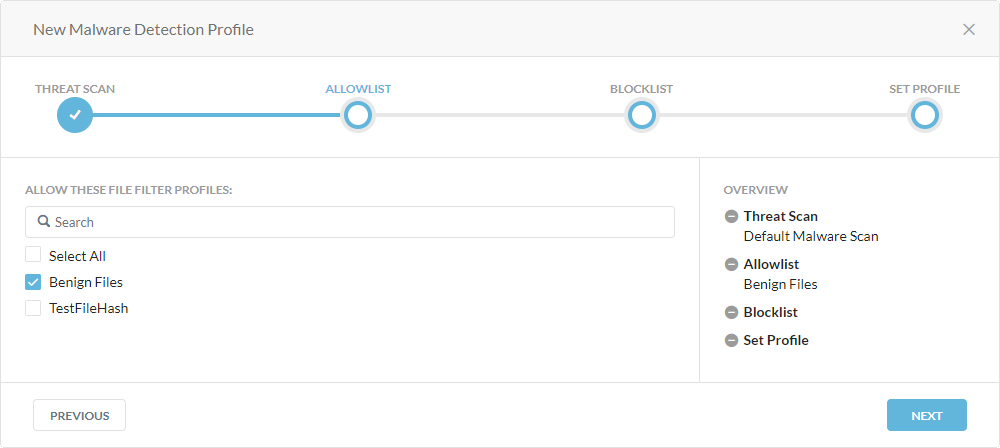 New Malware Detection Profile
THREAT SCAN
ALLOWLIST
BLOCKLIST
SET PROFILE
ALLOW THESE FILE FILTER PROFILES:
Search
Select All
Benign Files
TestFileHash
OVERVIEW
Threat Scan
Default Malware Scan
Allowlist
Benign Files
Blocklist
Set Profile
PREVIOUS
NEXT